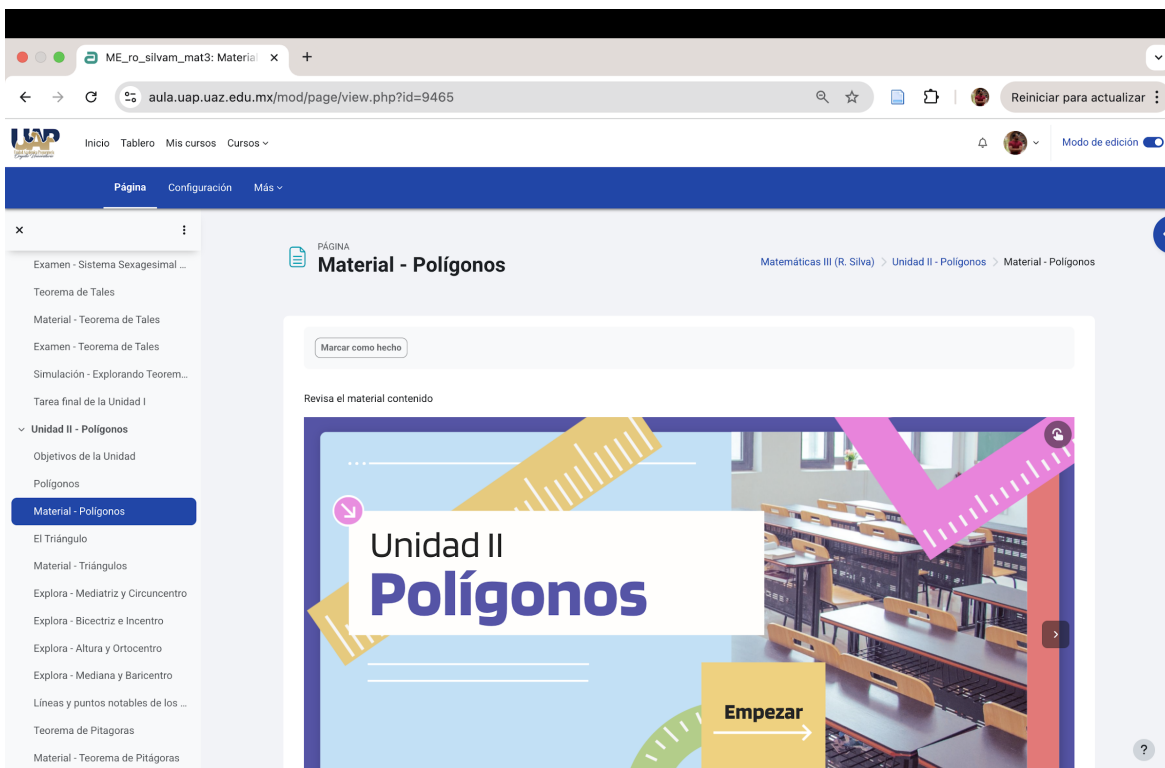 ME_ro_silvam_mat3: Material
aula.uap.uaz.edu.mx/mod/page/view.php?id=9465
Reiniciar para actualizar
UAP
Inicio Tablero Mis cursos Cursos
Modo de edición
Página Configuración Más
Examen - Sistema Sexagesimal ...
Teorema de Tales
Material - Teorema de Tales
Examen - Teorema de Tales
Simulación - Explorando Teorem...
Tarea final de la Unidad I
Unidad II - Polígonos
Objetivos de la Unidad
Polígonos
Material - Polígonos
El Triángulo
Material - Triángulos
Explora - Mediatriz y Circuncentro
Explora - Bicectriz e Incentro
Explora - Altura y Ortocentro
Explora - Mediana y Baricentro
Líneas y puntos notables de los ...
Teorema de Pitagoras
Material - Teorema de Pitágoras
PÁGINA
Material - Polígonos
Matemáticas III (R. Silva) > Unidad II - Polígonos > Material - Polígonos
Marcar como hecho
Revisa el material contenido
Unidad II
Polígonos
Empezar
?